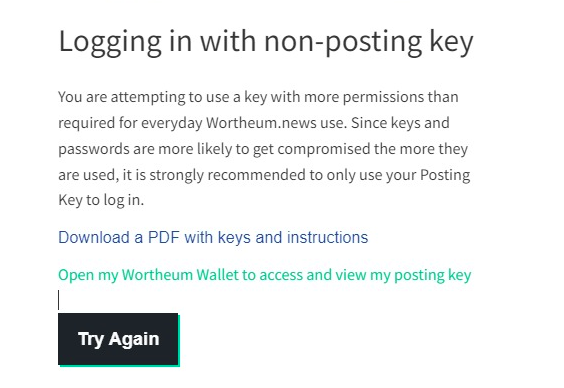 Logging in with non-posting key
You are attempting to use a key with more permissions than
required for everyday Wortheum.news use. Since keys and
passwords are more likely to get compromised the more they
are used, it is strongly recommended to only use your Posting
Key to log in.
Download a PDF with keys and instructions
Open my Wortheum Wallet to access and view my posting key
Try Again